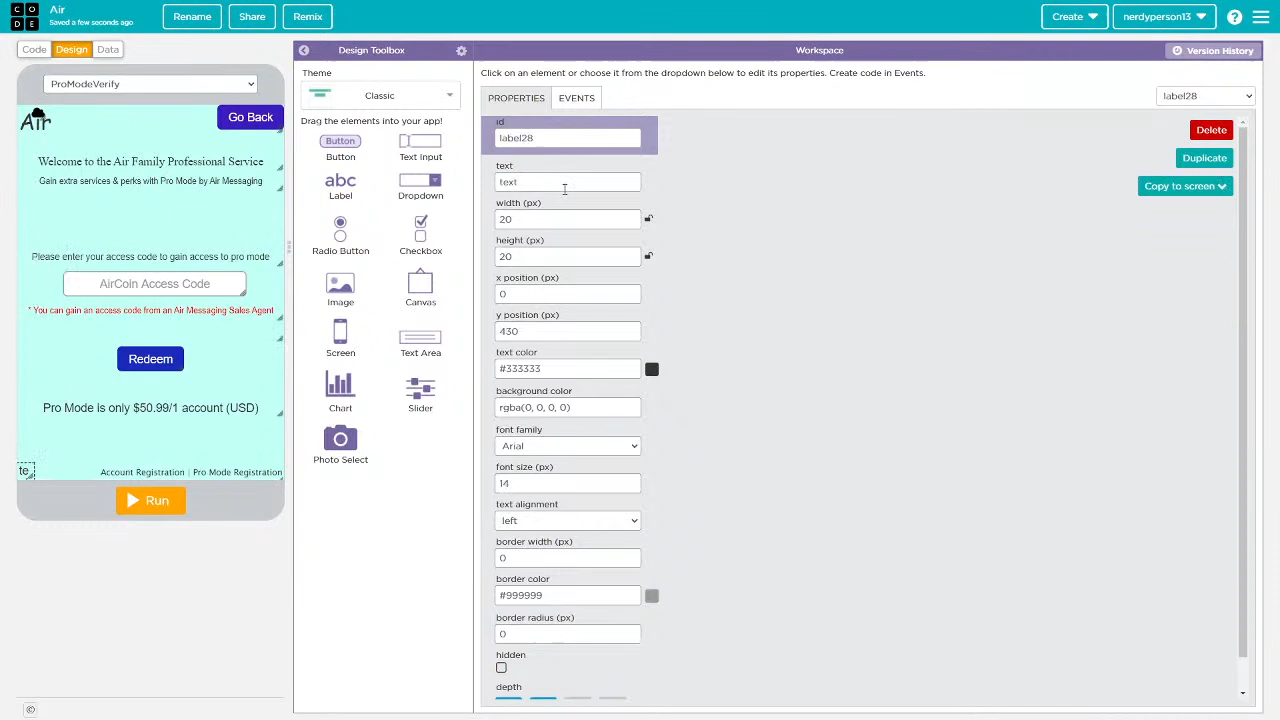 CODE
Air
Saved a few seconds ago
Rename
Share
Remix
Create
nerdyperson13
?
Code
Design
Data
Design Toolbox
Workspace
Version History
ProModeVerify
Air
Go Back
Welcome to the Air Family Professional Service
Gain extra services & perks with Pro Mode by Air Messaging
Please enter your access code to gain access to pro mode
AirCoin Access Code
* You can gain an access code from an Air Messaging Sales Agent
Redeem
Pro Mode is only $50.99/1 account (USD)
te
Account Registration | Pro Mode Registration
Run
©
Theme
Classic
Drag the elements into your app!
Button
Button
Text Input
abc
Label
Dropdown
Radio Button
Checkbox
Image
Canvas
Screen
Text Area
Chart
Slider
Photo Select
Click on an element or choose it from the dropdown below to edit its properties. Create code in Events.
PROPERTIES
EVENTS
label28
id
label28
Delete
text
text
Duplicate
Copy to screen
width (px)
20
height (px)
20
x position (px)
0
y position (px)
430
text color
#333333
background color
rgba(0, 0, 0, 0)
font family
Arial
font size (px)
14
text alignment
left
border width (px)
0
border color
#999999
border radius (px)
0
hidden
depth